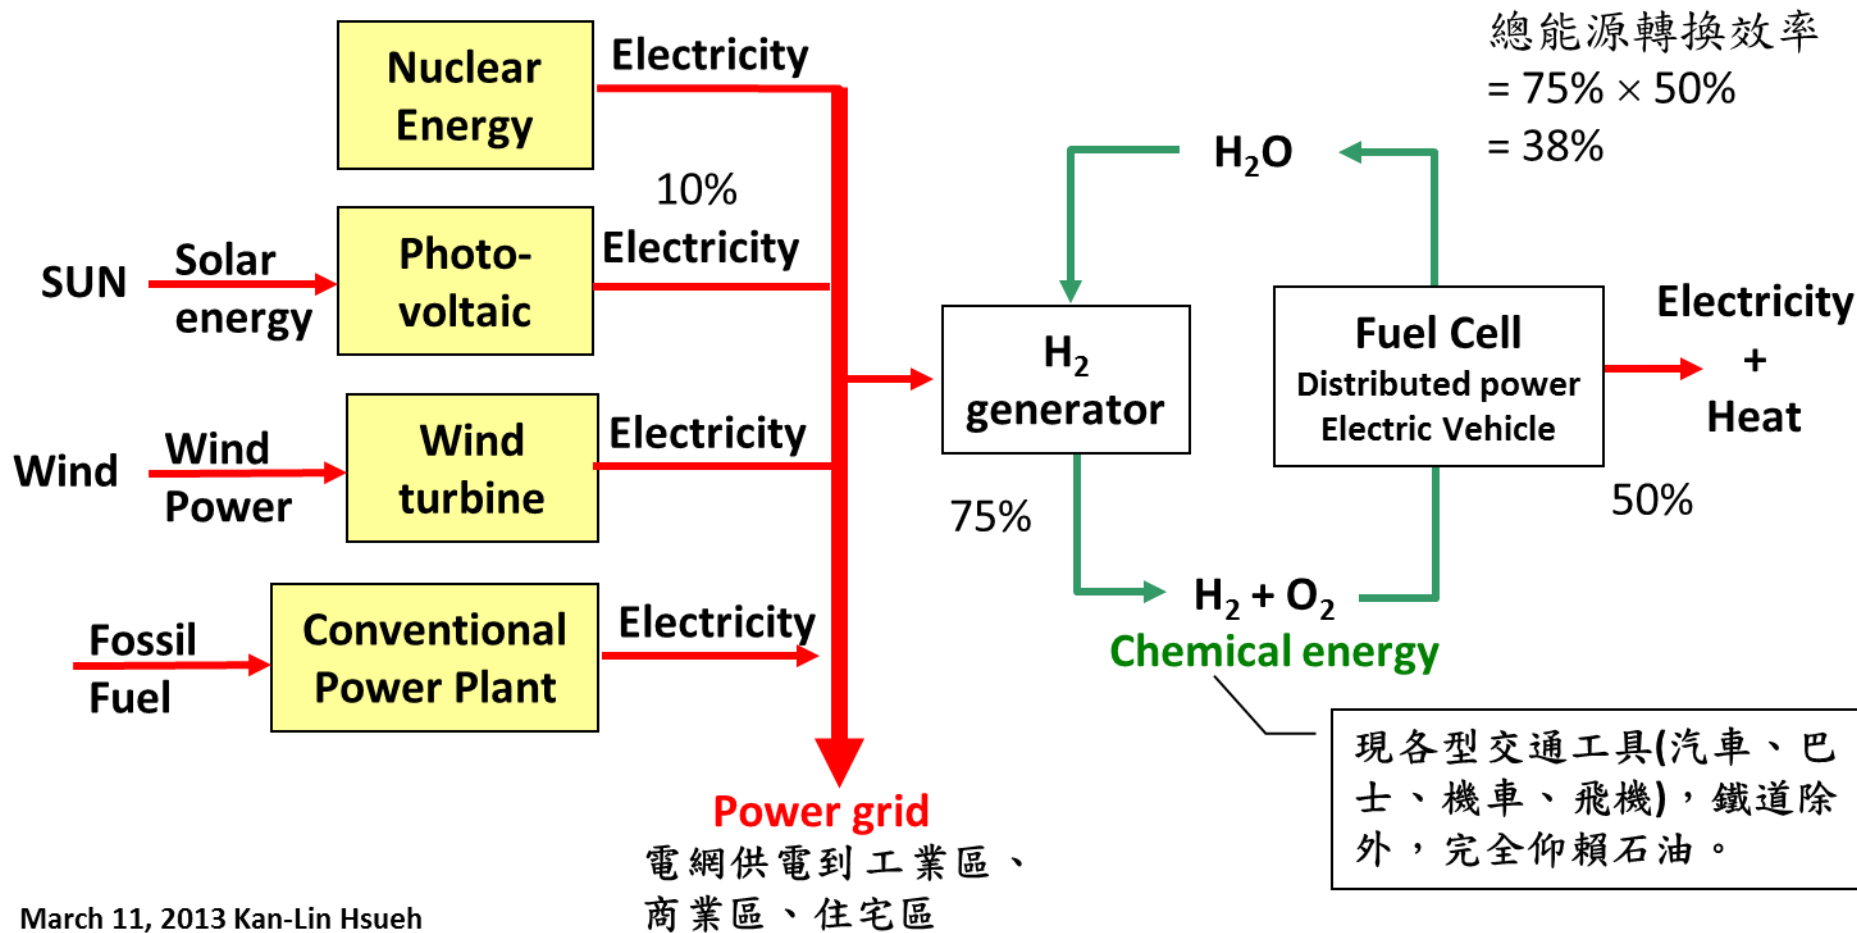 Nuclear
Energy
Electricity
10%
SUN
Solar
energy
Photo-
voltaic
Electricity
Wind
Wind
Power
Wind
turbine
Electricity
Fossil
Fuel
Conventional
Power Plant
Electricity
Power grid
電網供電到工業區、
商業區、住宅區
H₂
generator
75%
H₂O
H₂ + O₂
Chemical energy
Fuel Cell
Distributed power
Electric Vehicle
50%
Electricity
+
Heat
總能源轉換效率
= 75% × 50%
= 38%
現各型交通工具(汽車、巴
士、機車、飛機)，鐵道除
外，完全仰賴石油。
March 11, 2013 Kan-Lin Hsueh